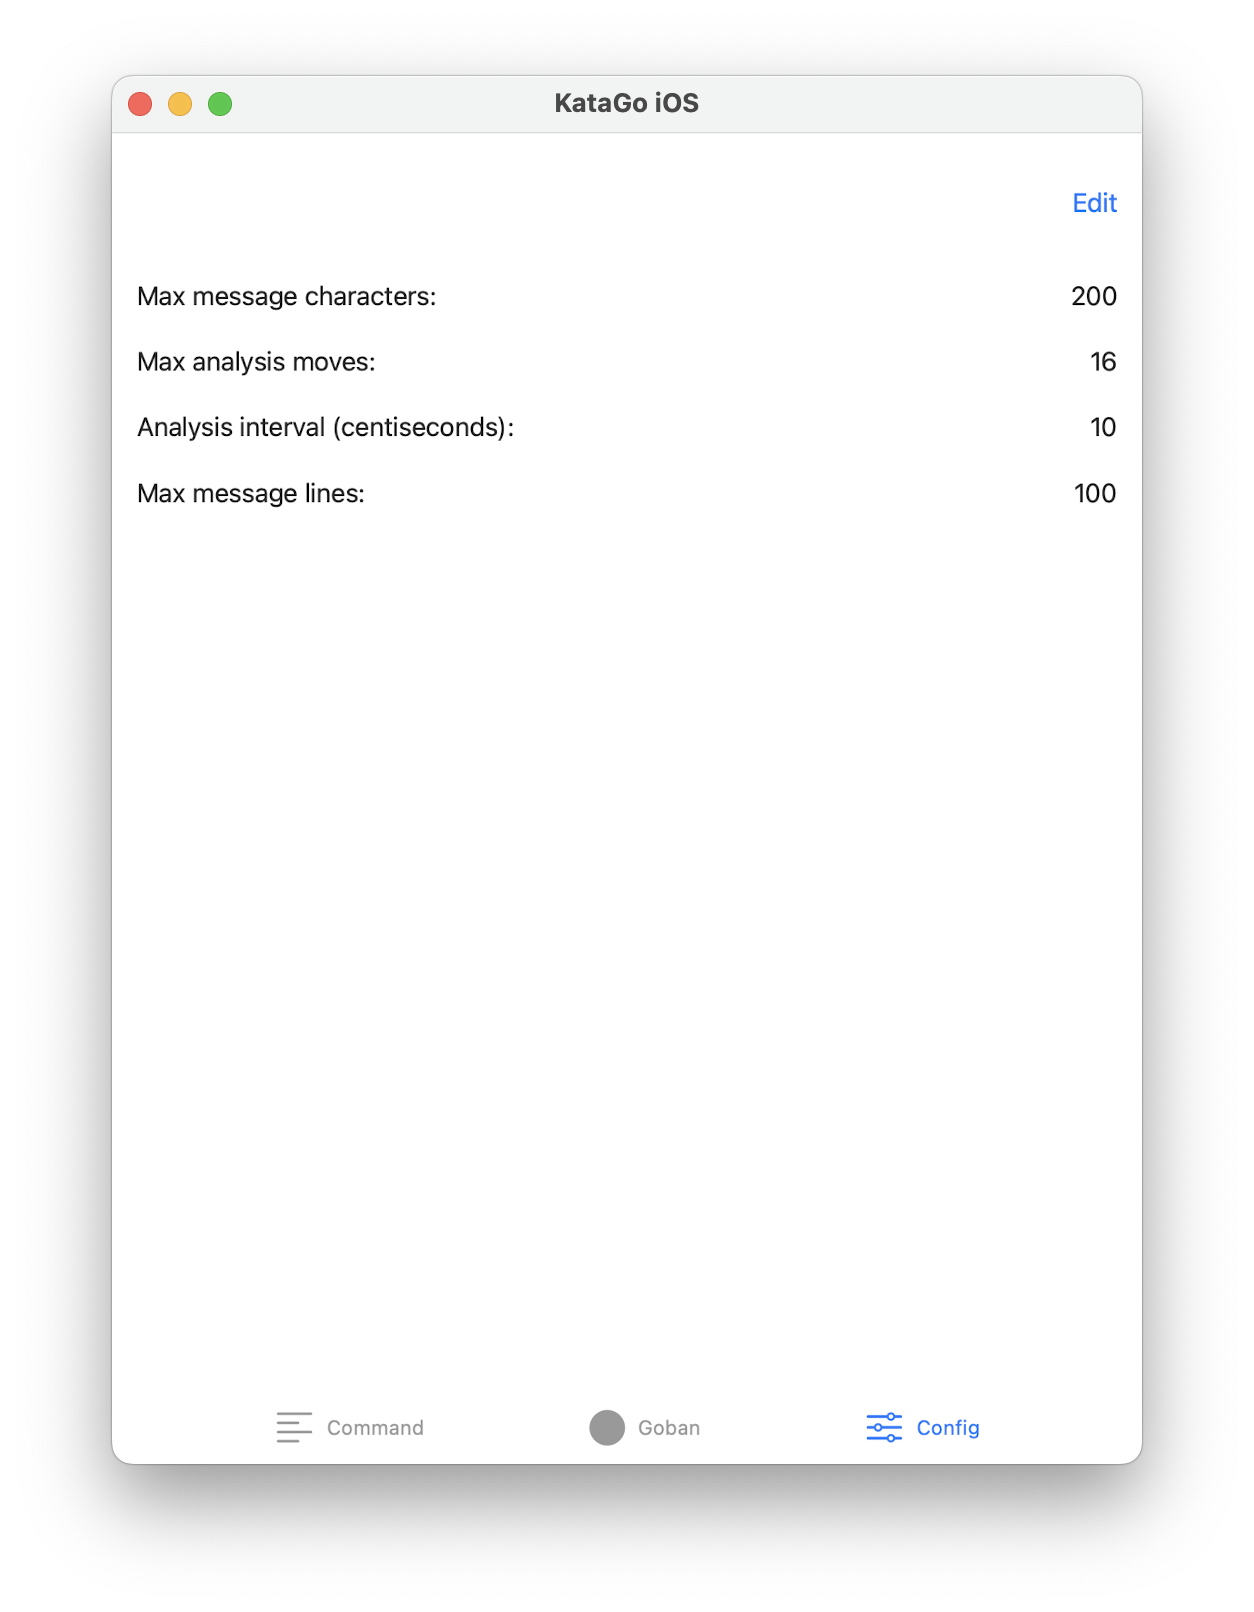 KataGo iOS
Edit
Max message characters: 200
Max analysis moves: 16
Analysis interval (centiseconds): 10
Max message lines: 100
Command Goban Config